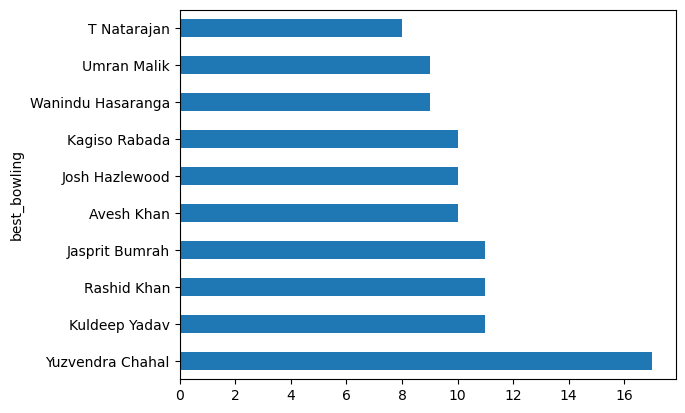 best_bowling
T Natarajan
Umran Malik
Wanindu Hasaranga
Kagiso Rabada
Josh Hazlewood
Avesh Khan
Jasprit Bumrah
Rashid Khan
Kuldeep Yadav
Yuzvendra Chahal
0 2 4 6 8 10 12 14 16